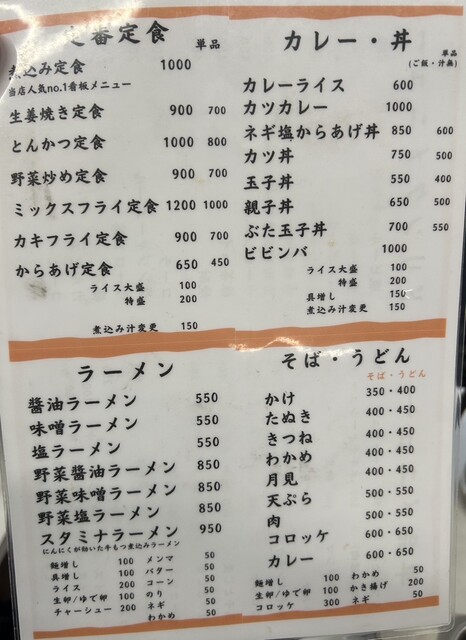 番定食
単品
煮込み定食 1000
当店人気no.1看板メニュー
生姜焼き定食 900 700
とんかつ定食 1000 800
野菜炒め定食 900 700
ミックスフライ定食 1200 1000
カキフライ定食 900 700
からあげ定食 650 450
ライス大盛 100
特盛 200
煮込み汁変更 150
カレー・丼
単品
(ご飯・汁無)
カレーライス 600
カツカレー 1000
ネギ塩からあげ丼 850 600
カツ丼 750 500
玉子丼 550 400
親子丼 650 500
ぶた玉子丼 700 550
ビビンバ 1000
ライス大盛 100
特盛 200
具増し 150
煮込み汁変更 150
ラーメン
醤油ラーメン 550
味噌ラーメン 550
塩ラーメン 550
野菜醤油ラーメン 850
野菜味噌ラーメン 850
野菜塩ラーメン 850
スタミナラーメン 950
にんにくが効いた牛もつ煮込みラーメン
麺増し 100 メンマ 50
具増し 100 バター 50
ライス 200 コーン 50
生卵/ゆで卵 100 のり 50
チャーシュー 200 ネギ 50
わかめ 50
そば・うどん
そば・うどん
かけ 350・400
たぬき 400・450
きつね 400・450
わかめ 400・450
月見 400・450
天ぷら 500・550
肉 500・550
コロッケ 600・650
カレー 600・650
麺増し 100 わかめ 50
生卵/ゆで卵 100 かき揚げ 200
コロッケ 300 ネギ 50